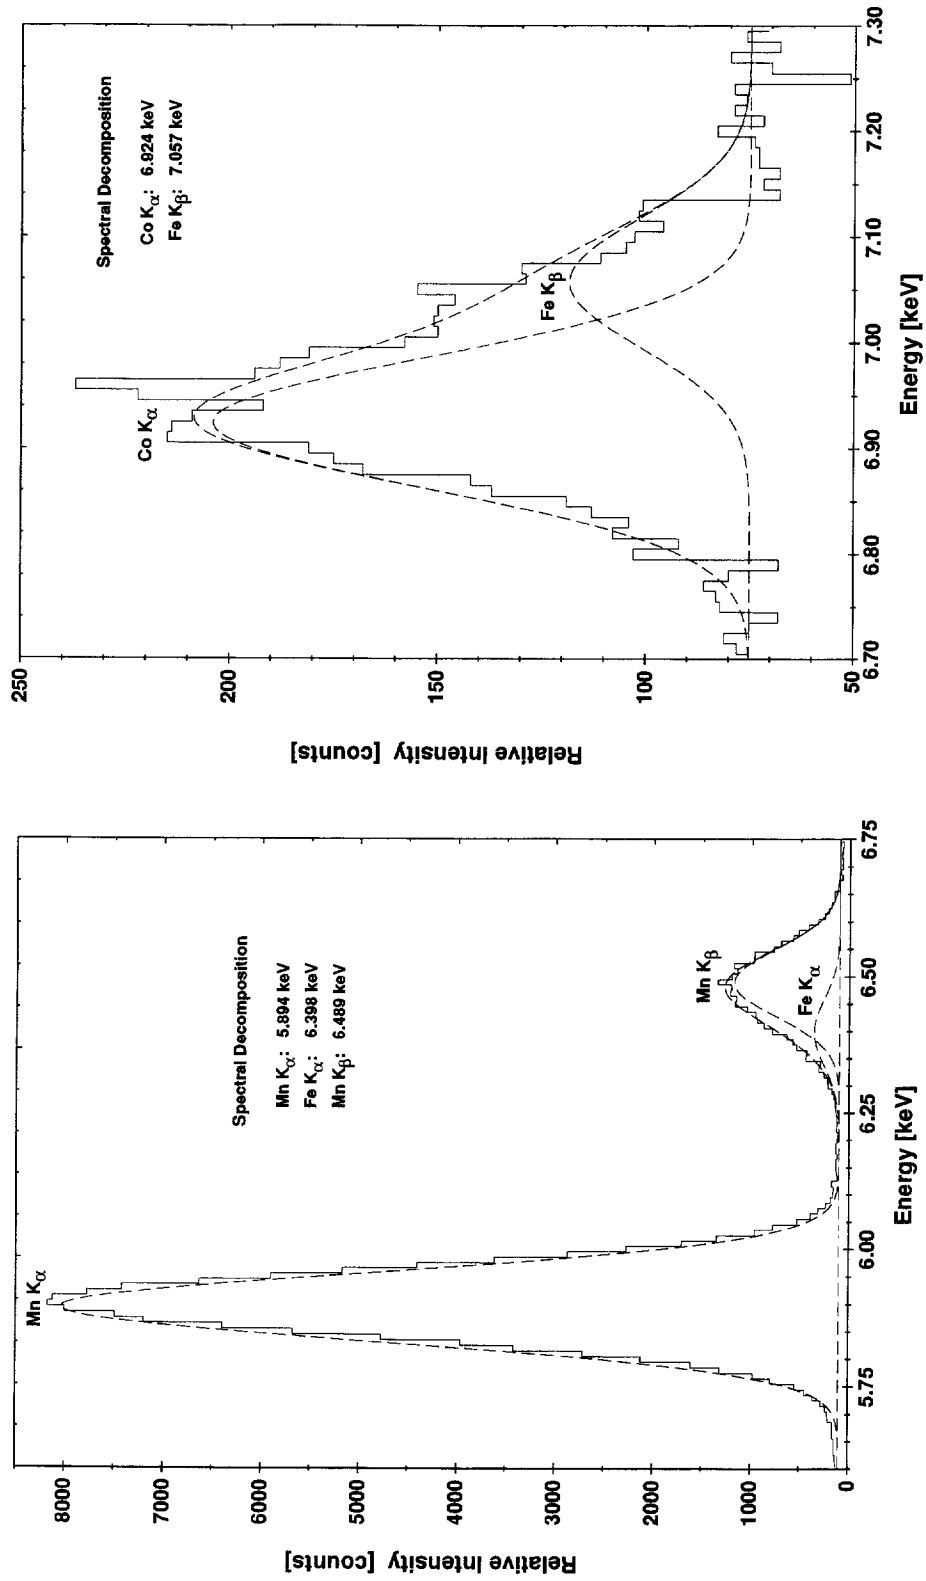 Relative Intensity [counts]
8000
7000
6000
5000
4000
3000
2000
1000
0
Mn Kα
Spectral Decomposition
Mn Kα: 5.894 keV
Fe Kα: 6.398 keV
Mn Kβ: 6.489 keV
Mn Kβ
Fe Kα
5.75
6.00
6.25
6.50
6.75
Energy [keV]
Relative Intensity [counts]
250
200
150
100
50
Co Kα
Fe Kβ
Spectral Decomposition
Co Kα: 6.924 keV
Fe Kβ: 7.057 keV
6.70
6.80
6.90
7.00
7.10
7.20
7.30
Energy [keV]